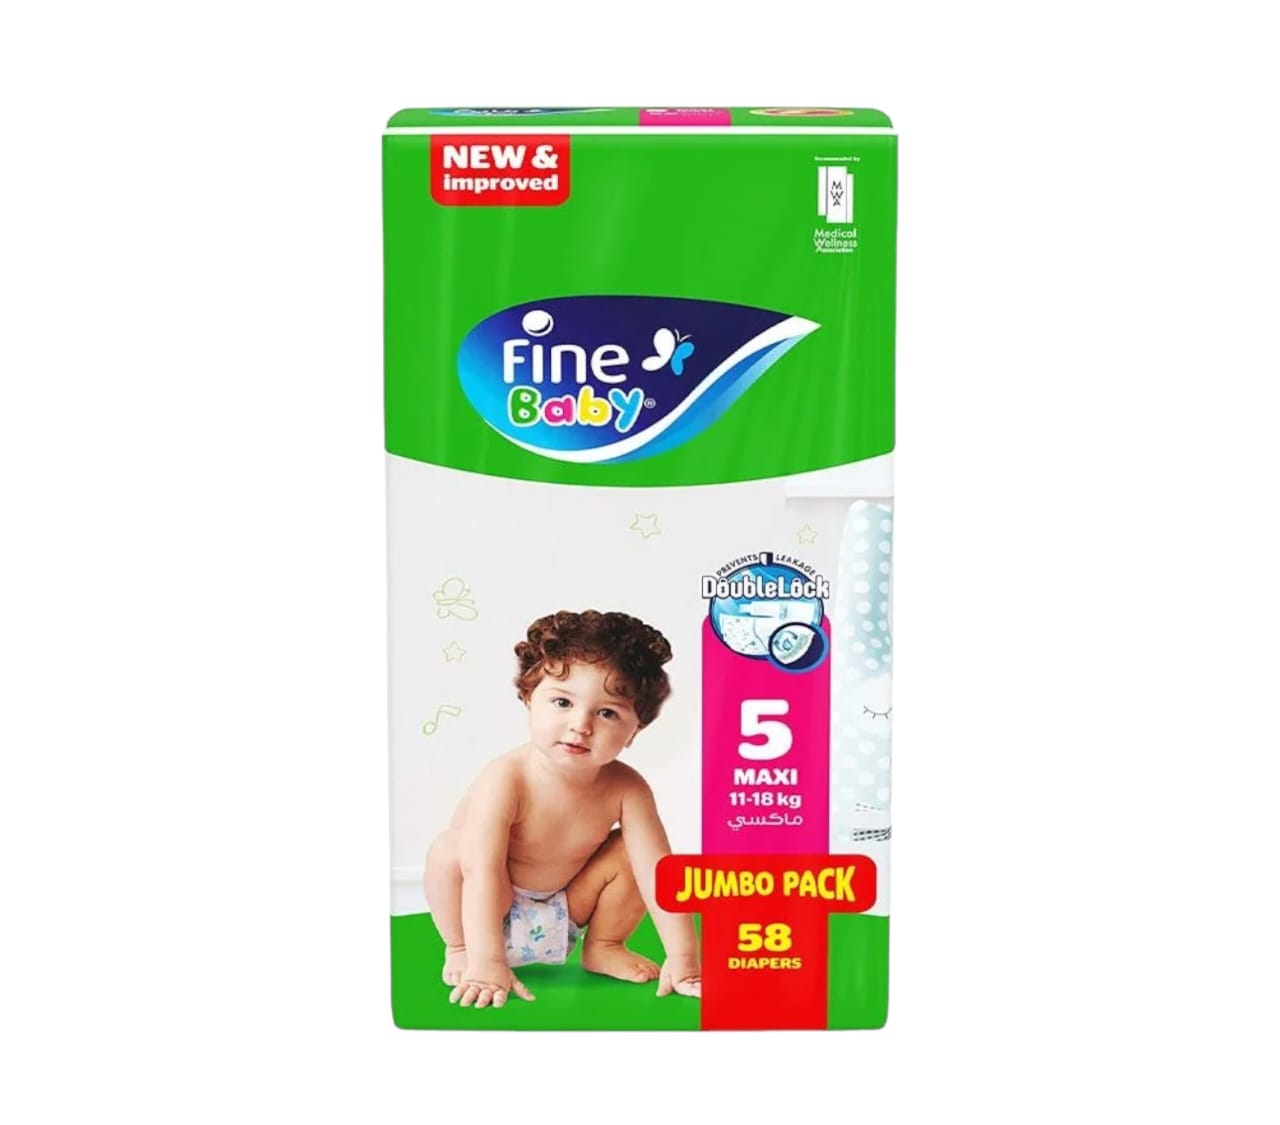 NEW &
improved
Recommended by
MWA
Medical
Wellness
Association
Fine
Baby®
PREVENTS LEAKAGE
DoubleLock
5
MAXI
11-18 kg
ماكسي
JUMBO PACK
58
DIAPERS